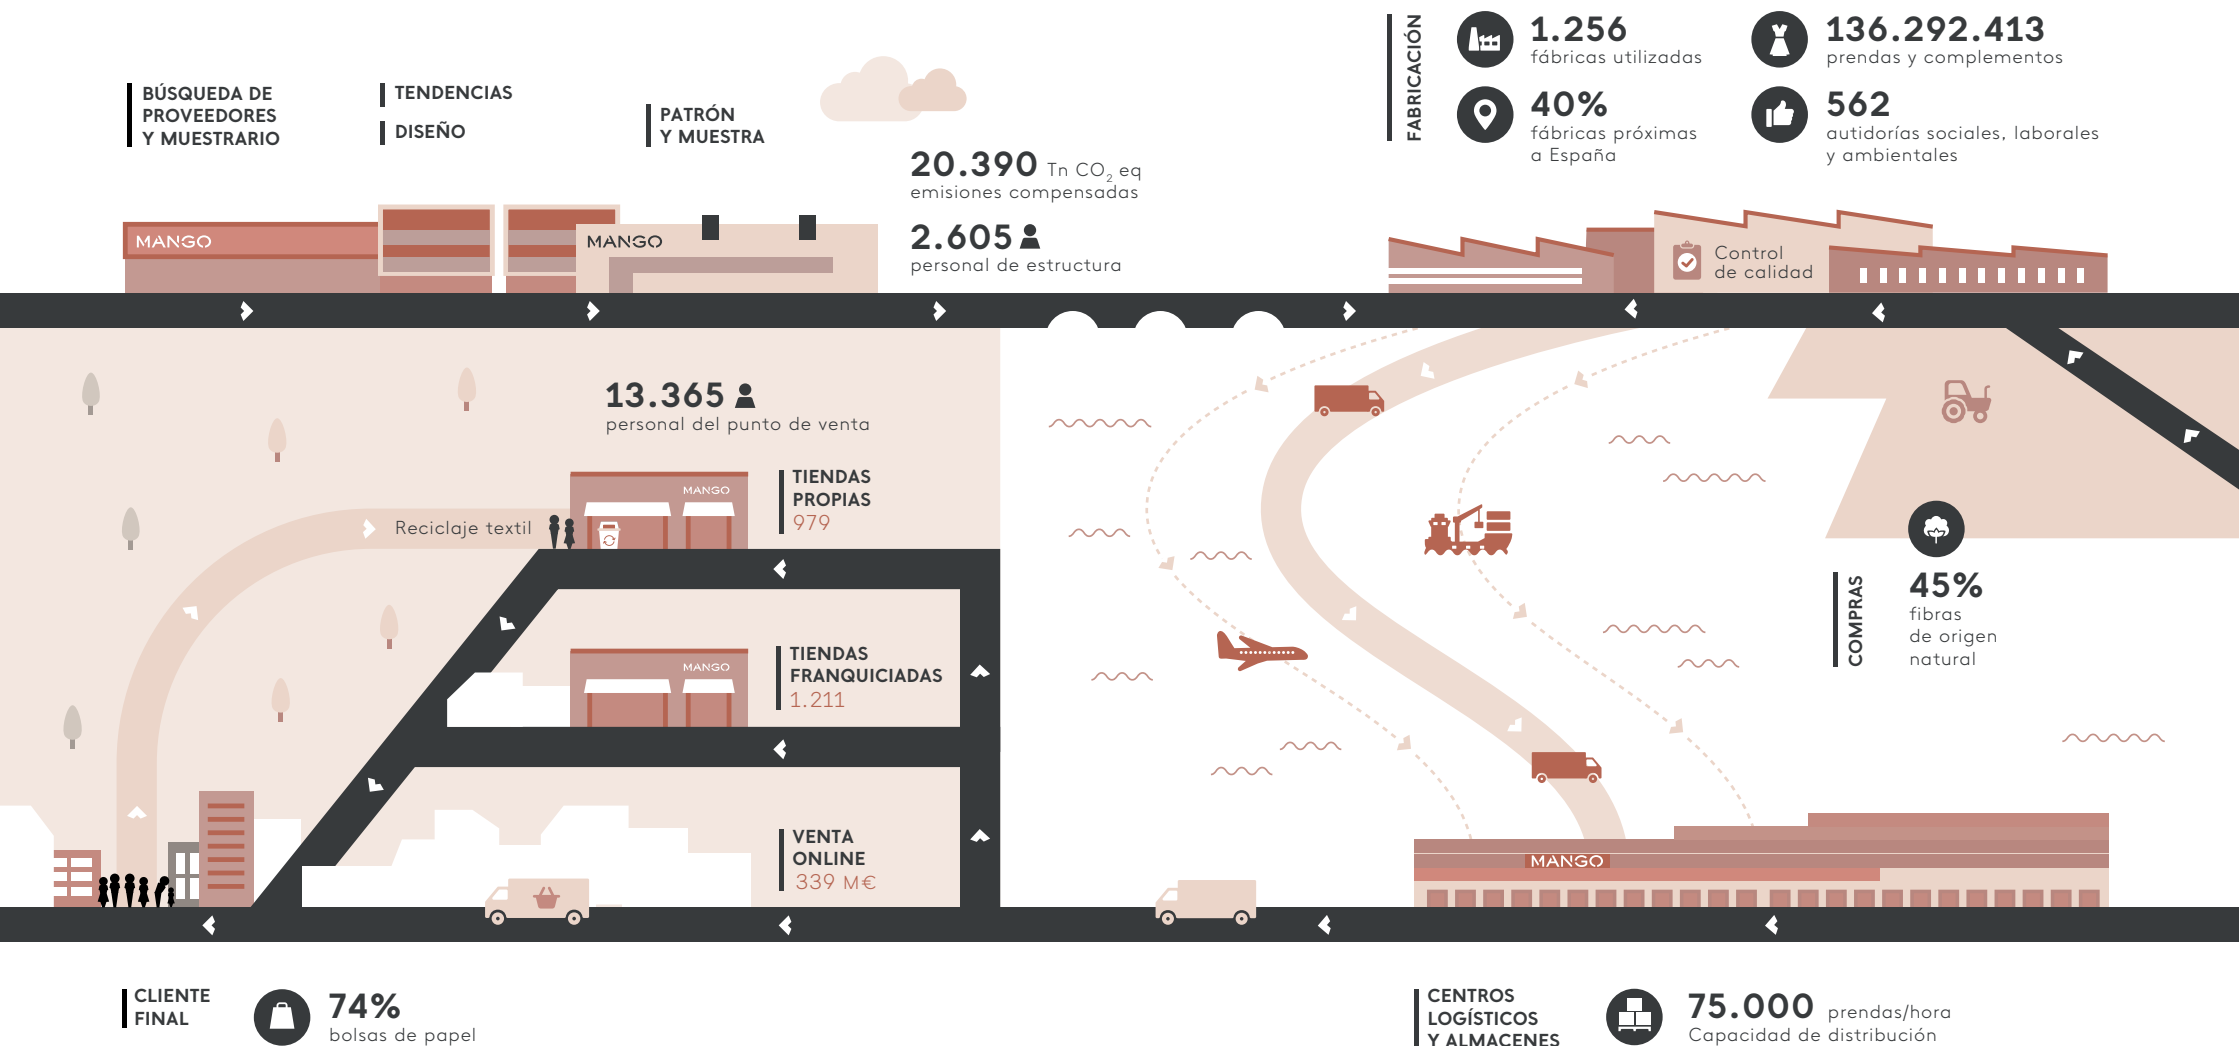 BÚSQUEDA DE
PROVEEDORES
Y MUESTRARIO
TENDENCIAS
DISEÑO
PATRÓN
Y MUESTRA
20.390 Tn CO₂ eq
emisiones compensadas
2.605
personal de estructura
FABRICACIÓN
1.256
fábricas utilizadas
136.292.413
prendas y complementos
40%
fábricas próximas
a España
562
autidorías sociales, laborales
y ambientales
MANGO
MANGO
Control
de calidad
13.365
personal del punto de venta
MANGO
TIENDAS
PROPIAS
979
Reciclaje textil
MANGO
TIENDAS
FRANQUICIADAS
1.211
VENTA
ONLINE
339 M€
COMPRAS
45%
fibras
de origen
natural
MANGO
CLIENTE
FINAL
74%
bolsas de papel
CENTROS
LOGÍSTICOS
Y ALMACENES
75.000 prendas/hora
Capacidad de distribución